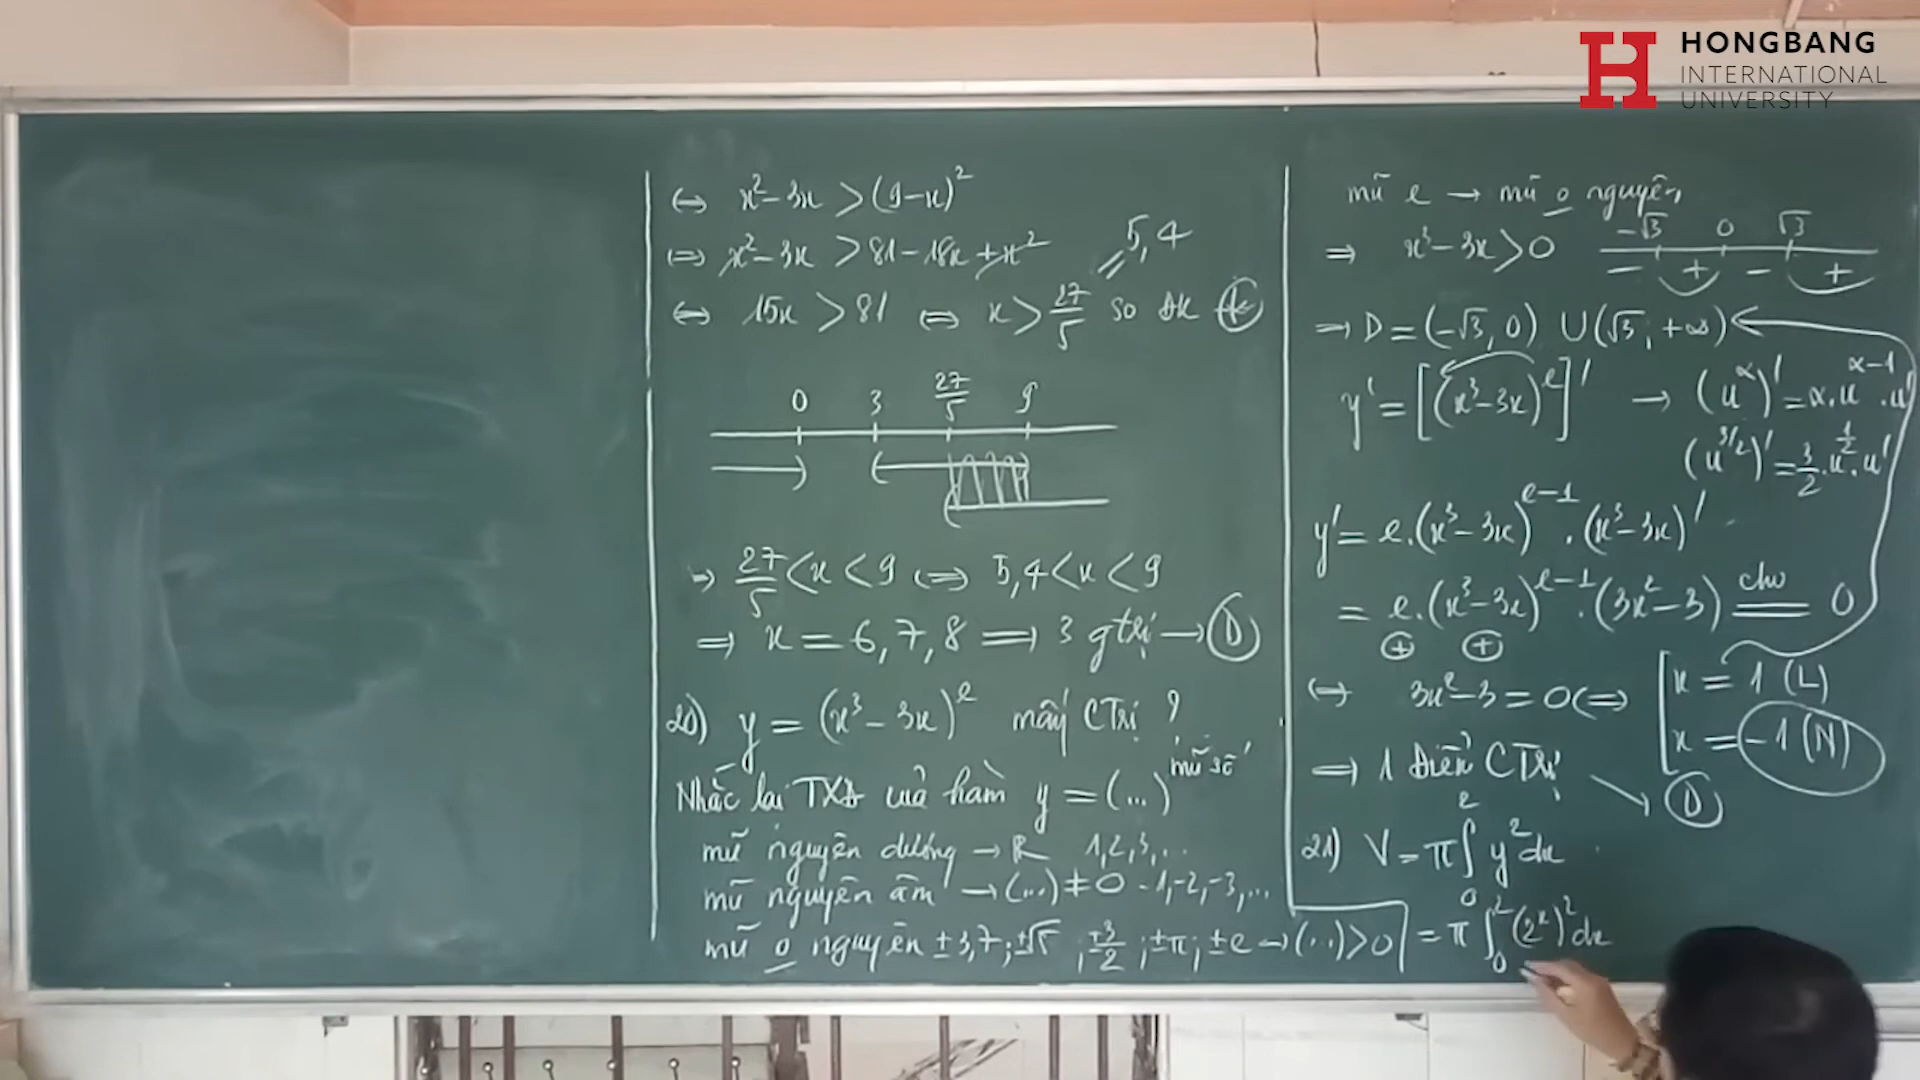 HONGBANG
INTERNATIONAL
UNIVERSITY
⇔ x² - 3x > (9-x)²
⇔ x² - 3x > 81 - 18x + x²
5,4
⇔ 15x > 81 ⇔ x > 27/5 so ĐK
0 3 27/5 9
⇒ 27/5 < x < 9 ⇔ 5,4 < x < 9
⇒ x = 6, 7, 8 ⇒ 3 gtrị → D
20) y = (x³ - 3x)^e mấy CTrị ?
Nhắc lại TXĐ của hàm y = (...)^mũ số
mũ nguyên dương → R 1, 2, 3, ...
mũ nguyên âm → (...) ≠ 0 -1, -2, -3, ...
mũ o nguyên ± 3,7 ; ±√5 ; ±3/2 ; ±π ; ±e → (...) > 0
mũ e → mũ o nguyên
⇒ x³ - 3x > 0 -√3 0 √3
- + - +
⇒ D = (-√3, 0) ∪ (√3, +∞)
y' = [(x³ - 3x)^e]' → (u^α)' = α.u^(α-1).u'
(u^(3/2))' = 3/2.u^(1/2).u'
y' = e.(x³ - 3x)^(e-1).(x³ - 3x)'
= e.(x³ - 3x)^(e-1).(3x² - 3) cho = 0
+ +
⇔ 3x² - 3 = 0 ⇔ [x = 1 (L)
x = -1 (N)
⇒ 1 Điểm CTrị
D
21) V = π∫₀² y² dx
= π∫₀² (2^x)² dx